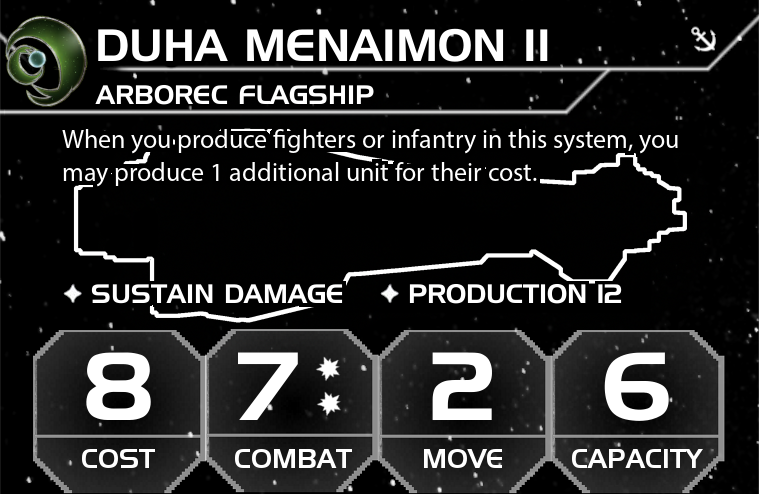 DUHA MENAIMON II
ARBOREC FLAGSHIP
When you produce fighters or infantry in this system, you
may produce 1 additional unit for their cost.
SUSTAIN DAMAGE PRODUCTION 12
8 7 2 6
COST COMBAT MOVE CAPACITY